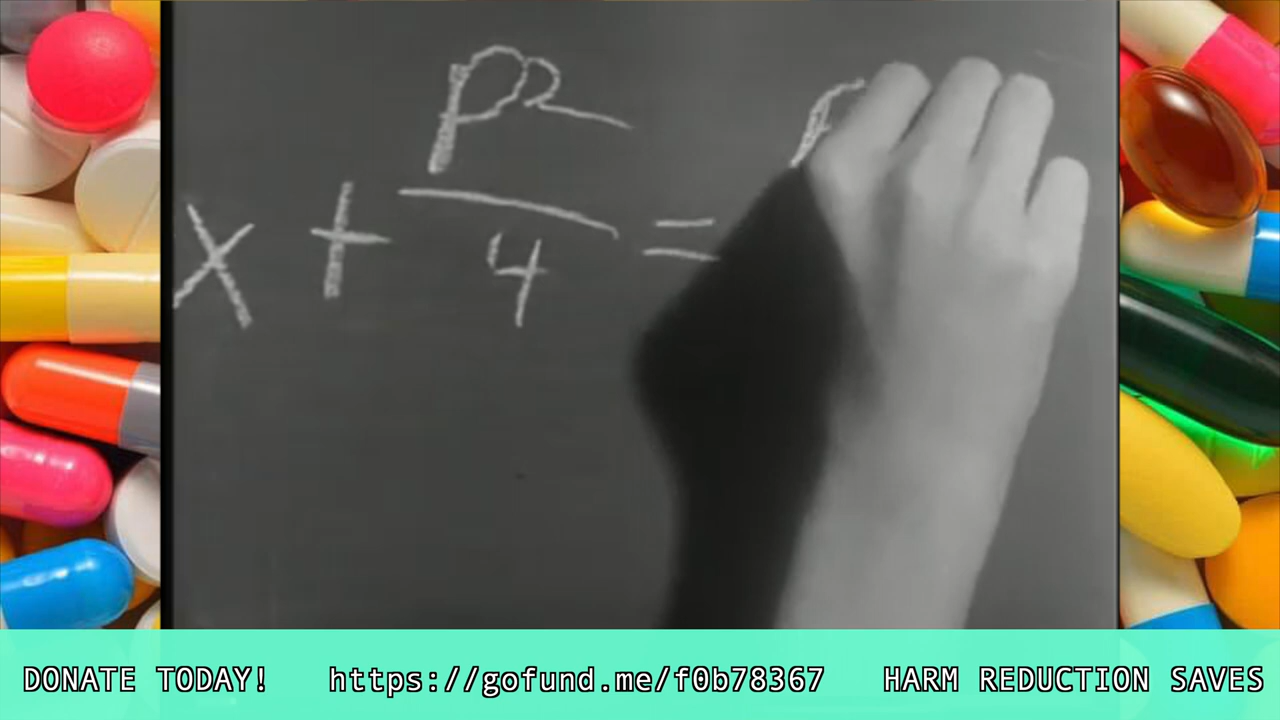 x + p²/4 =
DONATE TODAY! https://gofund.me/f0b78367 HARM REDUCTION SAVES